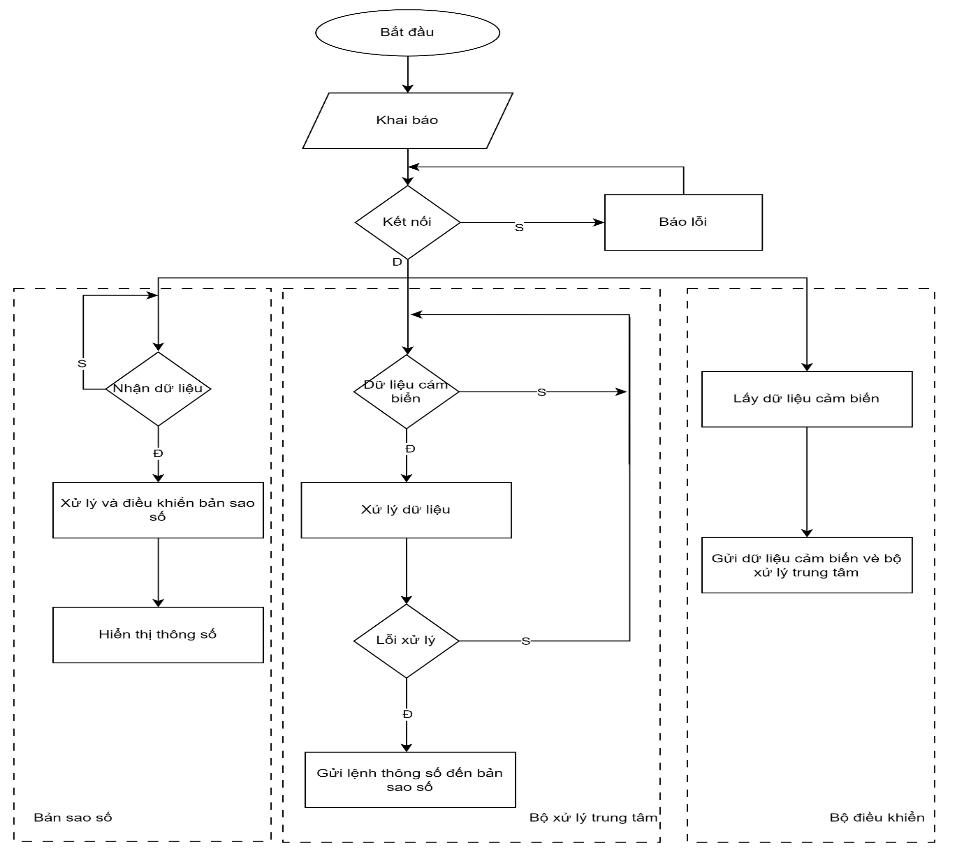 Bắt đầu
Khai báo
Kết nối
S
Báo lỗi
D
S
Nhận dữ liệu
Đ
Xử lý và điều khiển bản sao
số
Hiển thị thông số
Bản sao số
Dữ liệu cảm
biển
S
Đ
Xử lý dữ liệu
Lỗi xử lý
S
Đ
Gửi lệnh thông số đến bản
sao số
Bộ xử lý trung tâm
Lấy dữ liệu cảm biến
Gửi dữ liệu cảm biến vè bộ
xử lý trung tâm
Bộ điều khiển